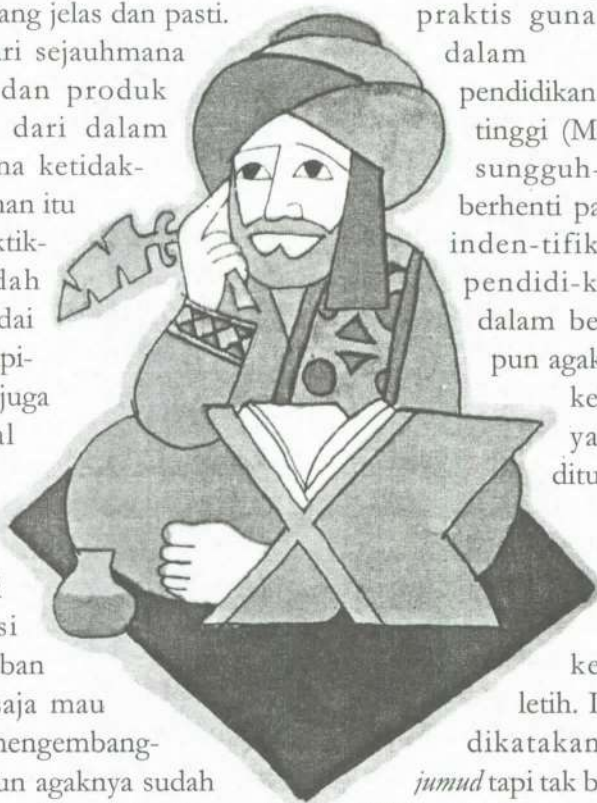 ang jelas dan pasti.
ari sejauhmana
dan produk
dari dalam
na ketidak-
nan itu
ktik-
dah
dai
pi-
juga
al
si
ban
saja mau
mengembang-
un agaknya sudah
praktis guna
dalam
pendidikan
tinggi (M
sungguh-
berhenti pa
inden-tifik
pendidi-k
dalam be
pun agak
ke
ya
ditu
ke
letih. I
dikatakan
jumud tapi tak b